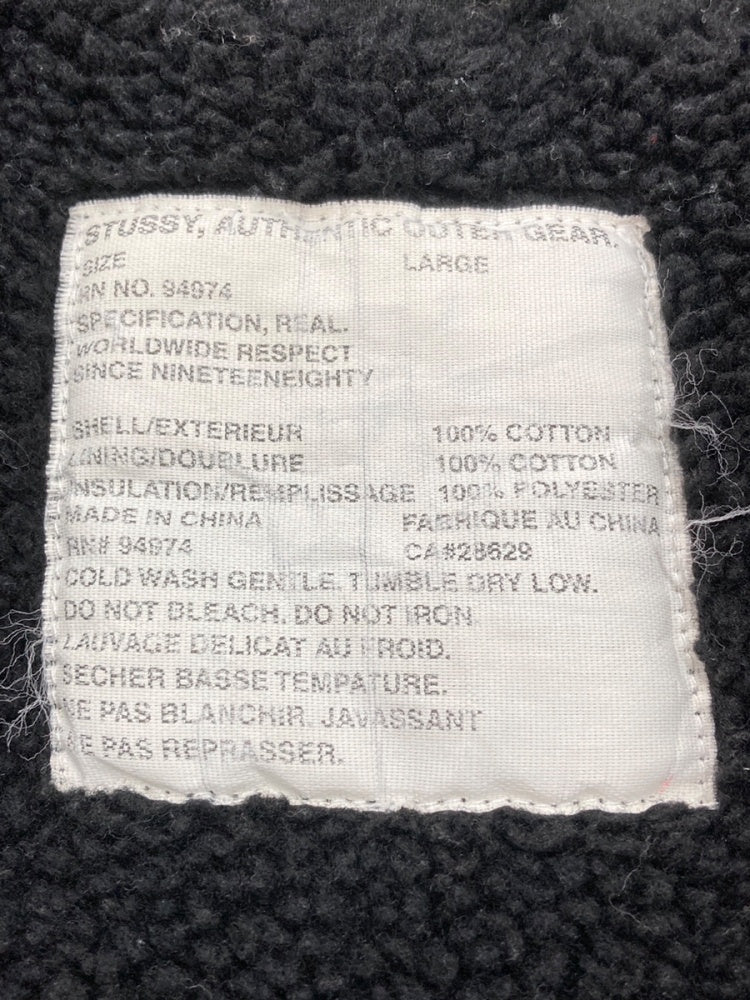 STUSSY, AUTHENTIC OUTER GEAR.
SIZE LARGE
RN NO. 94974
SPECIFICATION, REAL.
WORLDWIDE RESPECT
SINCE NINETEENEIGHTY
SHELL/EXTERIEUR 100% COTTON
LINING/DOUBLURE 100% COTTON
INSULATION/REMPLISSAGE 100% POLYESTER
MADE IN CHINA FABRIQUE AU CHINA
RN# 94974 CA#28629
COLD WASH GENTLE. TUMBLE DRY LOW.
DO NOT BLEACH. DO NOT IRON.
LAUVAGE DELICAT AU FROID.
SECHER BASSE TEMPATURE.
NE PAS BLANCHIR. JAVASSANT
NE PAS REPRASSER.